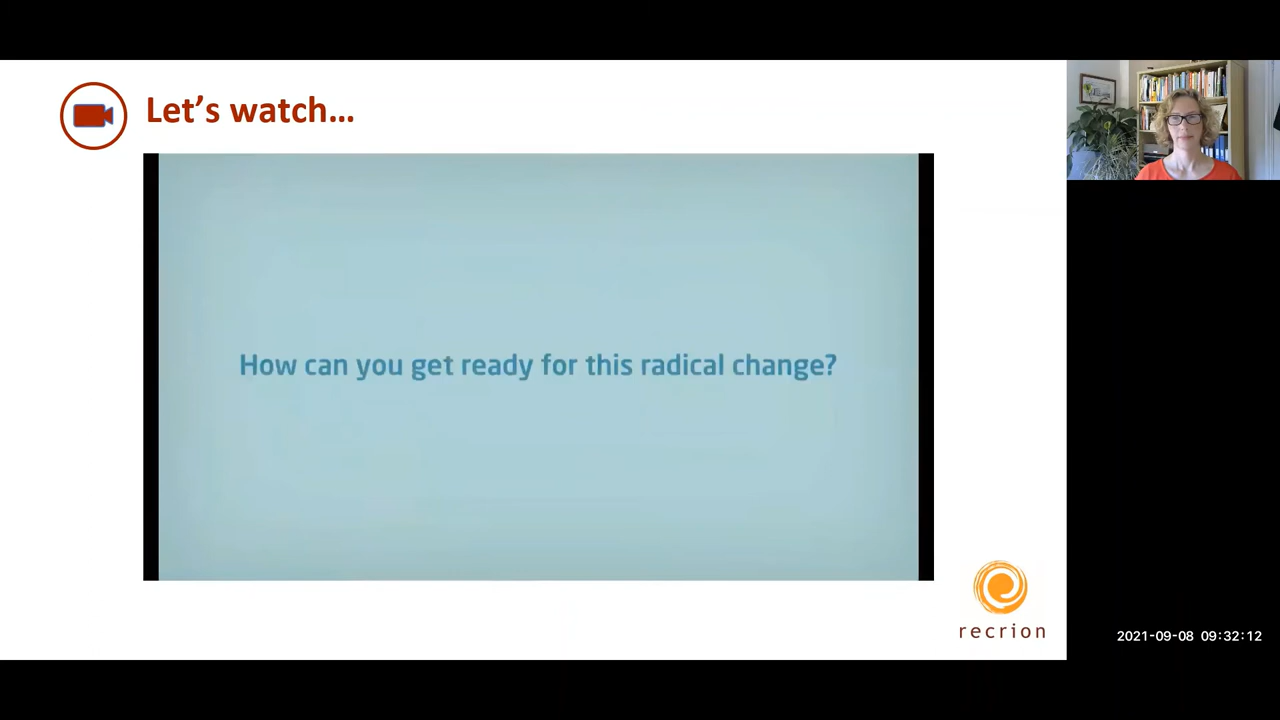 Let's watch...
How can you get ready for this radical change?
recrion
2021-09-08 09:32:12